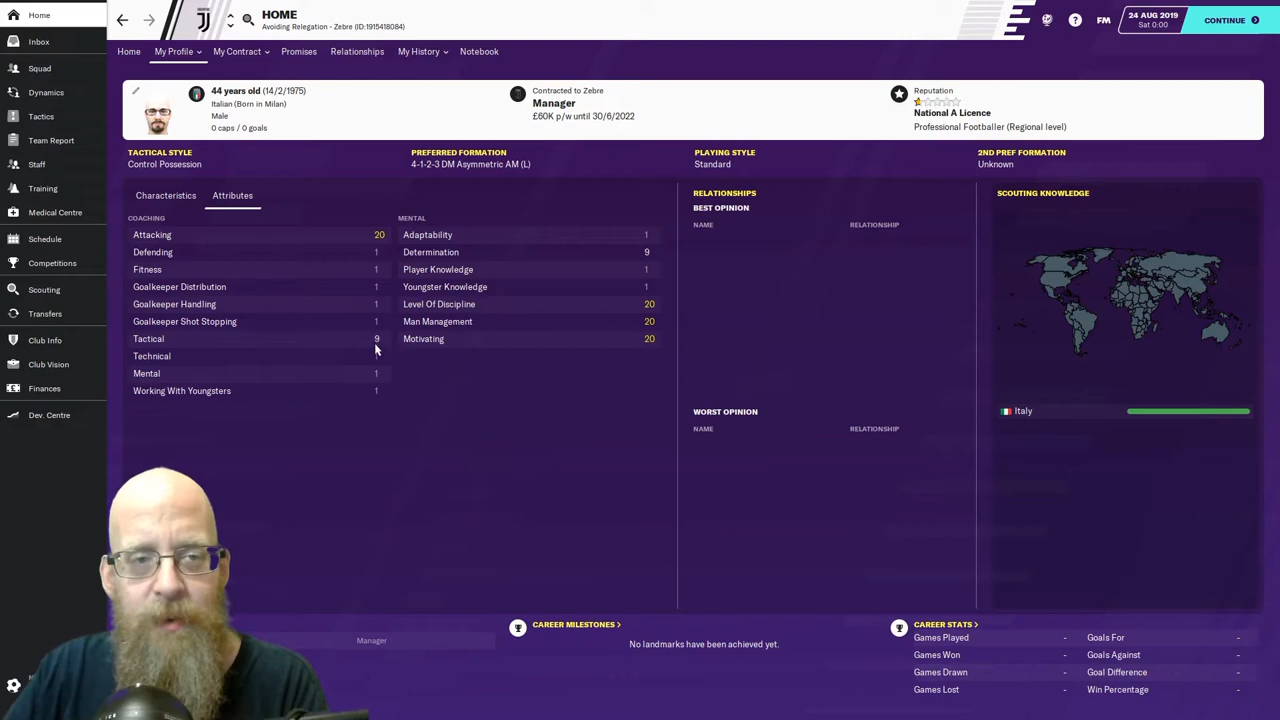 Home
HOME
Avoiding Relegation - Zebre (ID:1915418084)
FM
24 AUG 2019
Sat 0:00
CONTINUE
Inbox
Squad
Dynamics
Tactics
Team Report
Staff
Training
Medical Centre
Schedule
Competitions
Scouting
Transfers
Club Info
Club Vision
Finances
Dev. Centre
Home
My Profile
My Contract
Promises
Relationships
My History
Notebook
44 years old (14/2/1975)
Italian (Born in Milan)
Male
0 caps / 0 goals
Contracted to Zebre
Manager
£60K p/w until 30/6/2022
Reputation
National A Licence
Professional Footballer (Regional level)
TACTICAL STYLE
Control Possession
PREFERRED FORMATION
4-1-2-3 DM Asymmetric AM (L)
PLAYING STYLE
Standard
2ND PREF FORMATION
Unknown
Characteristics
Attributes
COACHING
Attacking 20
Defending 1
Fitness 1
Goalkeeper Distribution 1
Goalkeeper Handling 1
Goalkeeper Shot Stopping 1
Tactical 9
Technical
Mental 1
Working With Youngsters 1
MENTAL
Adaptability 1
Determination 9
Player Knowledge 1
Youngster Knowledge 1
Level Of Discipline 20
Man Management 20
Motivating 20
RELATIONSHIPS
BEST OPINION
NAME RELATIONSHIP
WORST OPINION
NAME RELATIONSHIP
SCOUTING KNOWLEDGE
Italy
Manager
CAREER MILESTONES >
No landmarks have been achieved yet.
CAREER STATS >
Games Played -
Games Won -
Games Drawn -
Games Lost -
Goals For -
Goals Against -
Goal Difference -
Win Percentage -